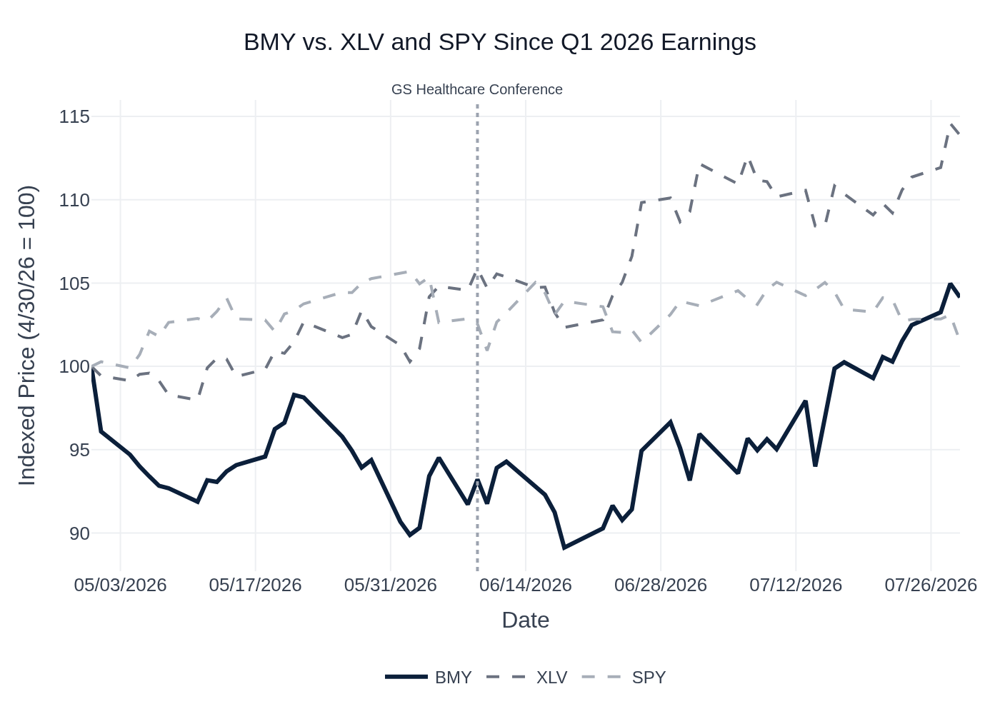 BMY vs. XLV and SPY Since Q1 2026 Earnings
GS Healthcare Conference
Indexed Price (4/30/26 = 100)
115
110
105
100
95
90
05/03/2026
05/17/2026
05/31/2026
06/14/2026
06/28/2026
07/12/2026
07/26/2026
Date
BMY
XLV
SPY